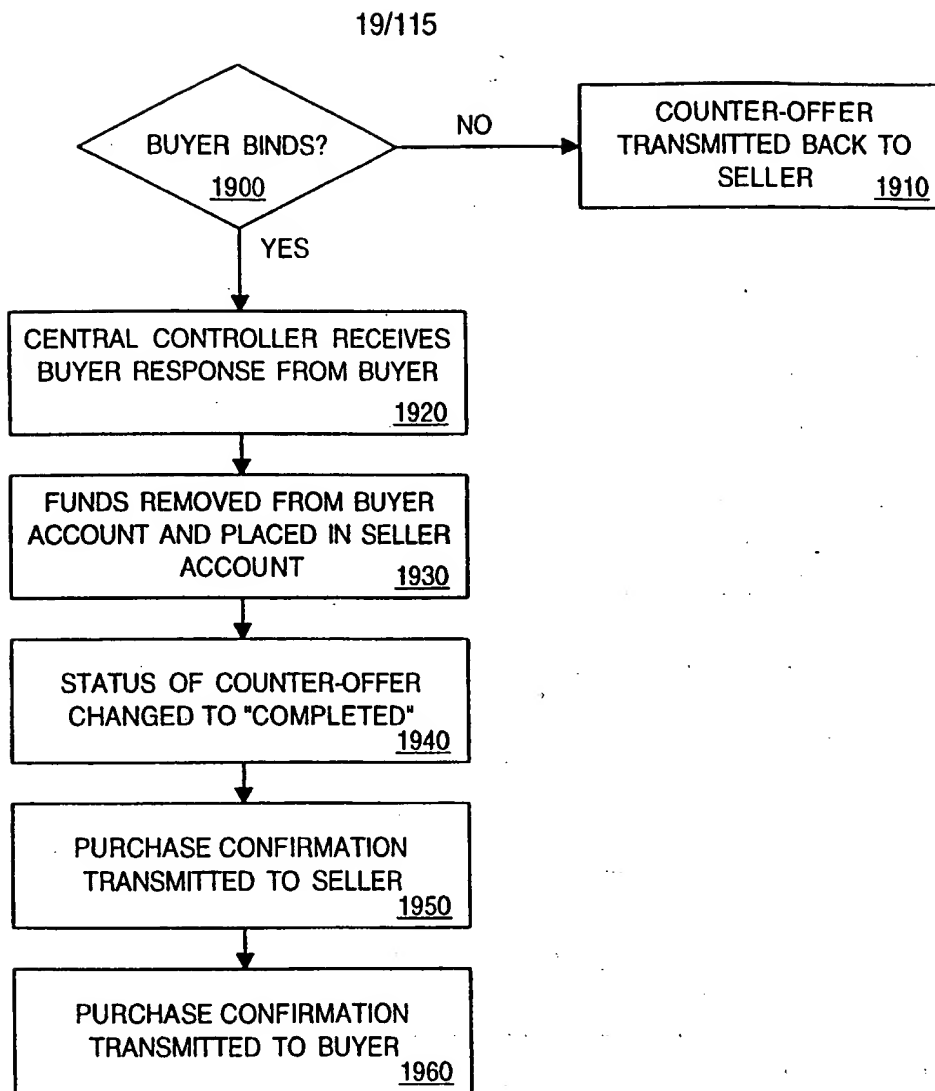 19/115
BUYER BINDS?
1900
NO
COUNTER-OFFER
TRANSMITTED BACK TO
SELLER
1910
YES
CENTRAL CONTROLLER RECEIVES
BUYER RESPONSE FROM BUYER
1920
FUNDS REMOVED FROM BUYER
ACCOUNT AND PLACED IN SELLER
ACCOUNT
1930
STATUS OF COUNTER-OFFER
CHANGED TO "COMPLETED"
1940
PURCHASE CONFIRMATION
TRANSMITTED TO SELLER
1950
PURCHASE CONFIRMATION
TRANSMITTED TO BUYER
1960